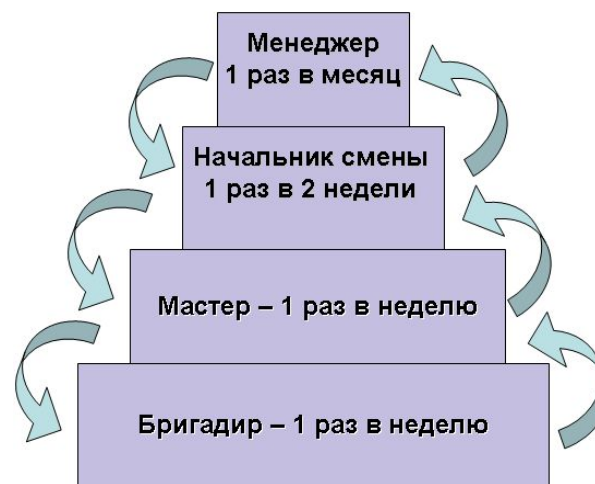 Менеджер
1 раз в месяц
Начальник смены
1 раз в 2 недели
Мастер – 1 раз в неделю
Бригадир – 1 раз в неделю